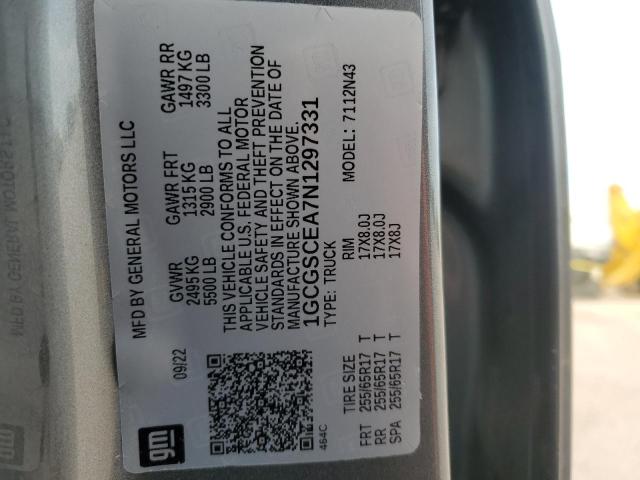 MFD BY GENERAL MOTORS LLC
09/22
GVWR GAWR FRT GAWR RR
2495 KG 1315 KG 1497 KG
5500 LB 2900 LB 3300 LB
THIS VEHICLE CONFORMS TO ALL
APPLICABLE U.S. FEDERAL MOTOR
VEHICLE SAFETY AND THEFT PREVENTION
STANDARDS IN EFFECT ON THE DATE OF
MANUFACTURE SHOWN ABOVE.
1GCGSCEA7N1297331
TYPE: TRUCK MODEL: 7112N43
464C
gm
TIRE SIZE RIM
FRT 255/65R17 T 17X8.0J
RR 255/65R17 T 17X8.0J
SPA 255/65R17 T 17X8J
gm